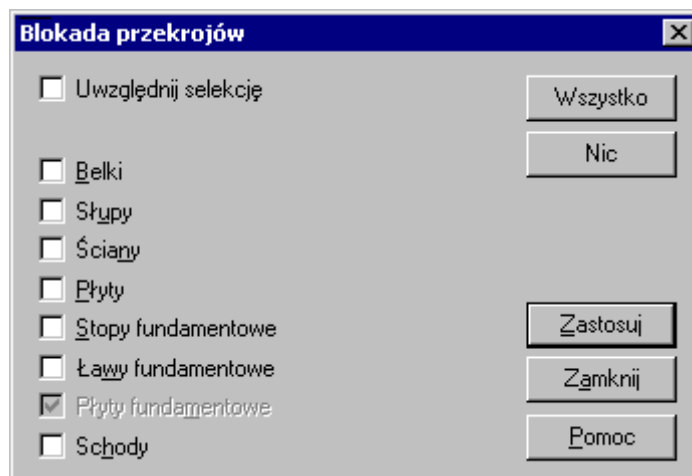 Blokada przekrojów
Uwzględnij selekcję
Wszystko
Nic
Belki
Słupy
Ściany
Płyty
Stopy fundamentowe
Zastosuj
Ławy fundamentowe
Zamknij
Płyty fundamentowe
Schody
Pomoc